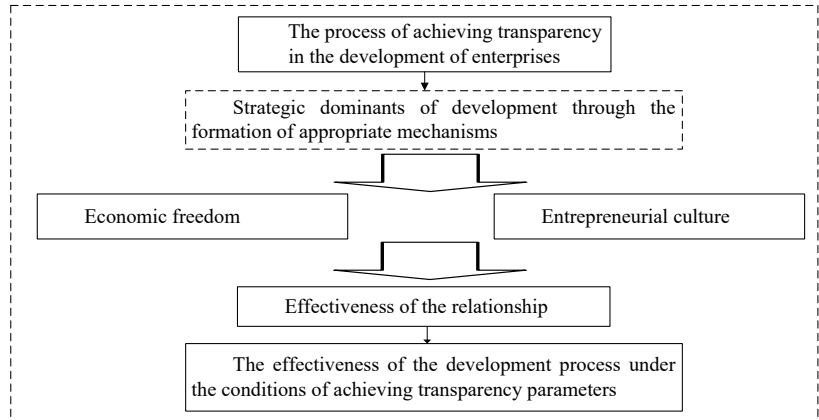 The process of achieving transparency
in the development of enterprises
Strategic dominants of development through the
formation of appropriate mechanisms
Economic freedom
Entrepreneurial culture
Effectiveness of the relationship
The effectiveness of the development process under
the conditions of achieving transparency parameters